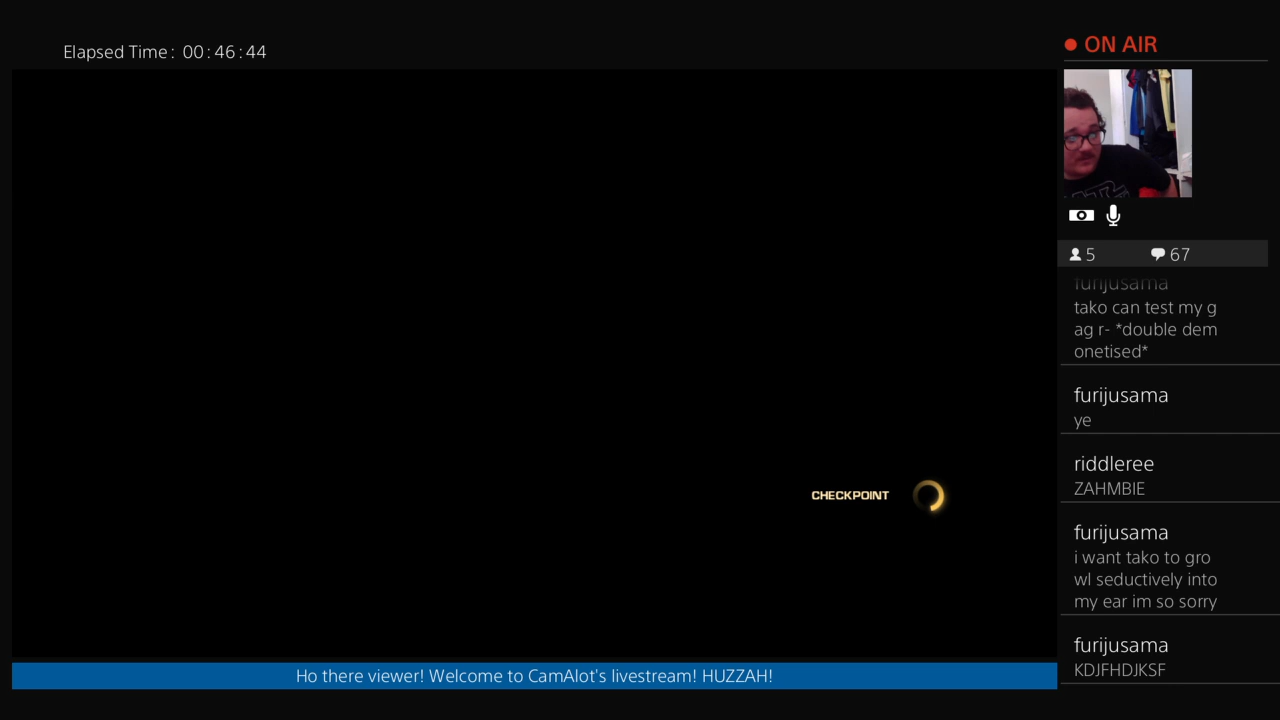 Elapsed Time: 00:46:44
ON AIR
5 67
furijusama
tako can test my g
ag r- *double dem
onetised*
furijusama
ye
riddleree
ZAHMBIE
furijusama
i want tako to gro
wl seductively into
my ear im so sorry
furijusama
KDJFHDJKSF
CHECKPOINT
Ho there viewer! Welcome to CamAlot's livestream! HUZZAH!